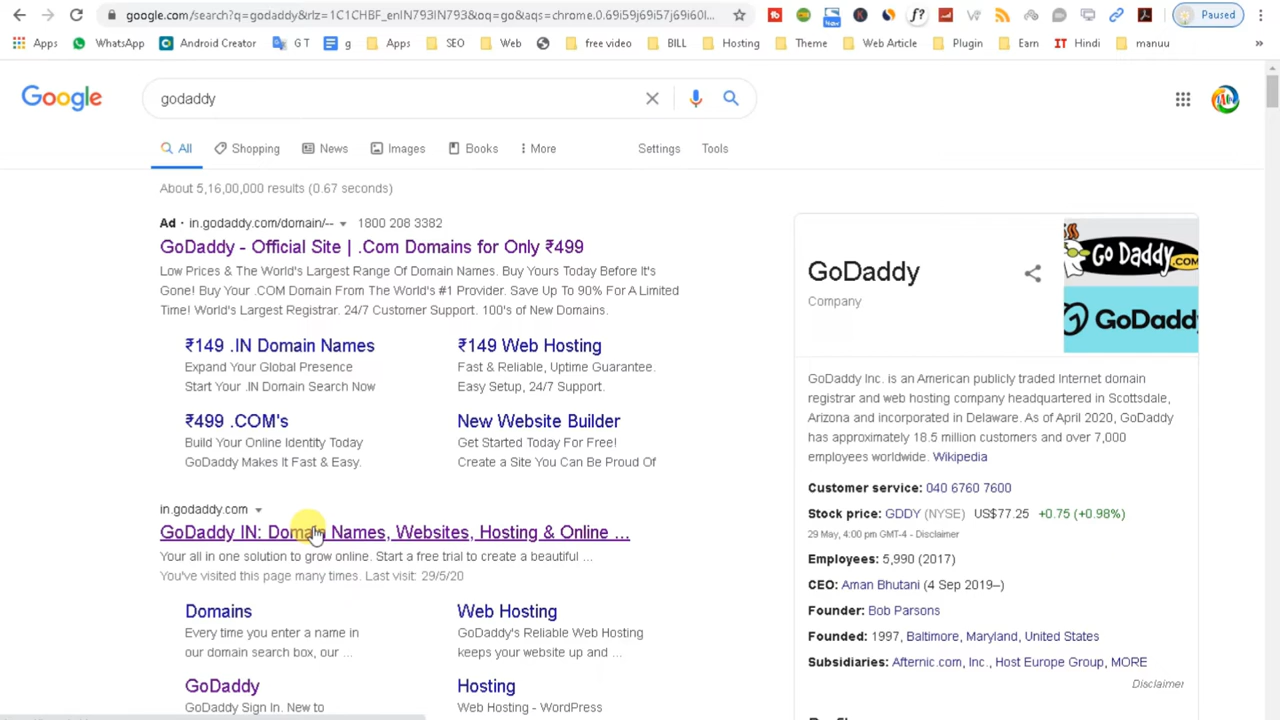 google.com/search?q=godaddy&rlz=1C1CHBF_enIN793IN793&oq=go&aqs=chrome.0.69i59j69i57j69i60l...
Paused
Apps WhatsApp Android Creator G T g Apps SEO Web free video BILL Hosting Theme Web Article Plugin Earn IT Hindi manuu »
Google
godaddy
All Shopping News Images Books More Settings Tools
About 5,16,00,000 results (0.67 seconds)
Ad · in.godaddy.com/domain/-- 1800 208 3382
GoDaddy - Official Site | .Com Domains for Only ₹499
Low Prices & The World's Largest Range Of Domain Names. Buy Yours Today Before It's
Gone! Buy Your .COM Domain From The World's #1 Provider. Save Up To 90% For A Limited
Time! World's Largest Registrar. 24/7 Customer Support. 100's of New Domains.
₹149 .IN Domain Names
Expand Your Global Presence
Start Your .IN Domain Search Now
₹149 Web Hosting
Fast & Reliable, Uptime Guarantee.
Easy Setup, 24/7 Support.
₹499 .COM's
Build Your Online Identity Today
GoDaddy Makes It Fast & Easy.
New Website Builder
Get Started Today For Free!
Create a Site You Can Be Proud Of
in.godaddy.com
GoDaddy IN: Domain Names, Websites, Hosting & Online ...
Your all in one solution to grow online. Start a free trial to create a beautiful ...
You've visited this page many times. Last visit: 29/5/20
Domains
Every time you enter a name in
our domain search box, our ...
Web Hosting
GoDaddy's Reliable Web Hosting
keeps your website up and ...
GoDaddy
GoDaddy Sign In. New to
Hosting
Web Hosting - WordPress
GoDaddy
Company
Go Daddy
.COM
GoDadd
GoDaddy Inc. is an American publicly traded Internet domain
registrar and web hosting company headquartered in Scottsdale,
Arizona and incorporated in Delaware. As of April 2020, GoDaddy
has approximately 18.5 million customers and over 7,000
employees worldwide. Wikipedia
Customer service: 040 6760 7600
Stock price: GDDY (NYSE) US$77.25 +0.75 (+0.98%)
29 May, 4:00 pm GMT-4 - Disclaimer
Employees: 5,990 (2017)
CEO: Aman Bhutani (4 Sep 2019–)
Founder: Bob Parsons
Founded: 1997, Baltimore, Maryland, United States
Subsidiaries: Afternic.com, Inc., Host Europe Group, MORE
Disclaimer